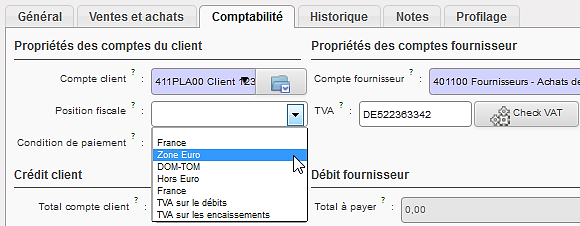 Général Ventes et achats Comptabilité Historique Notes Profilage
Propriétés des comptes du client
Propriétés des comptes fournisseur
Compte client ? : 411PLA00 Client 123
Compte fournisseur ? : 401100 Fournisseurs - Achats de
Position fiscale ? :
TVA ? : DE522363342 Check VAT
Condition de paiement ? :
France
Zone Euro
DOM-TOM
Hors Euro
France
TVA sur le débits
TVA sur les encaissements
Crédit client
Débit fournisseur
Total compte client ? :
Total à payer ? : 0,00